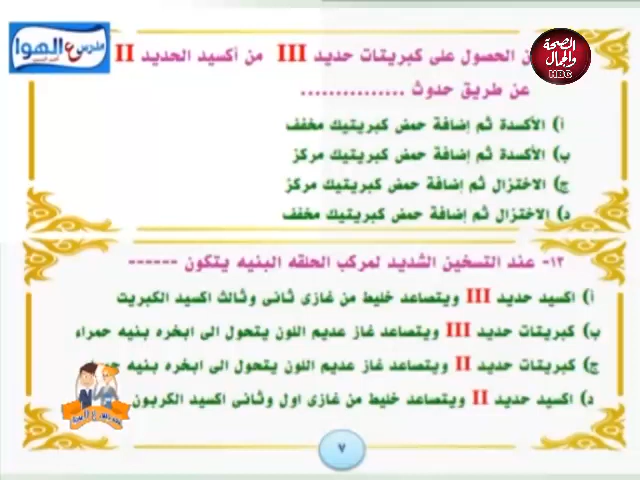 مدرس ع الهوا
الصحة
والجمال
HBC
الحصول على كبريتات حديد III من أكسيد الحديد II
عن طريق حدوث ...............
أ) الأكسدة ثم إضافة حمض كبريتيك مخفف
ب) الأكسدة ثم إضافة حمض كبريتيك مركز
ج) الاختزال ثم إضافة حمض كبريتيك مركز
د) الاختزال ثم إضافة حمض كبريتيك مخفف
١٣- عند التسخين الشديد لمركب الحلقه البنيه يتكون ------
أ) اكسيد حديد III ويتصاعد خليط من غازى ثانى وثالث اكسيد الكبريت
ب) كبريتات حديد III ويتصاعد غاز عديم اللون يتحول الى ابخره بنيه حمراء
ج) كبريتات حديد II ويتصاعد غاز عديم اللون يتحول الى ابخره بنيه
د) اكسيد حديد II ويتصاعد خليط من غازى اول وثانى اكسيد الكربون
٧